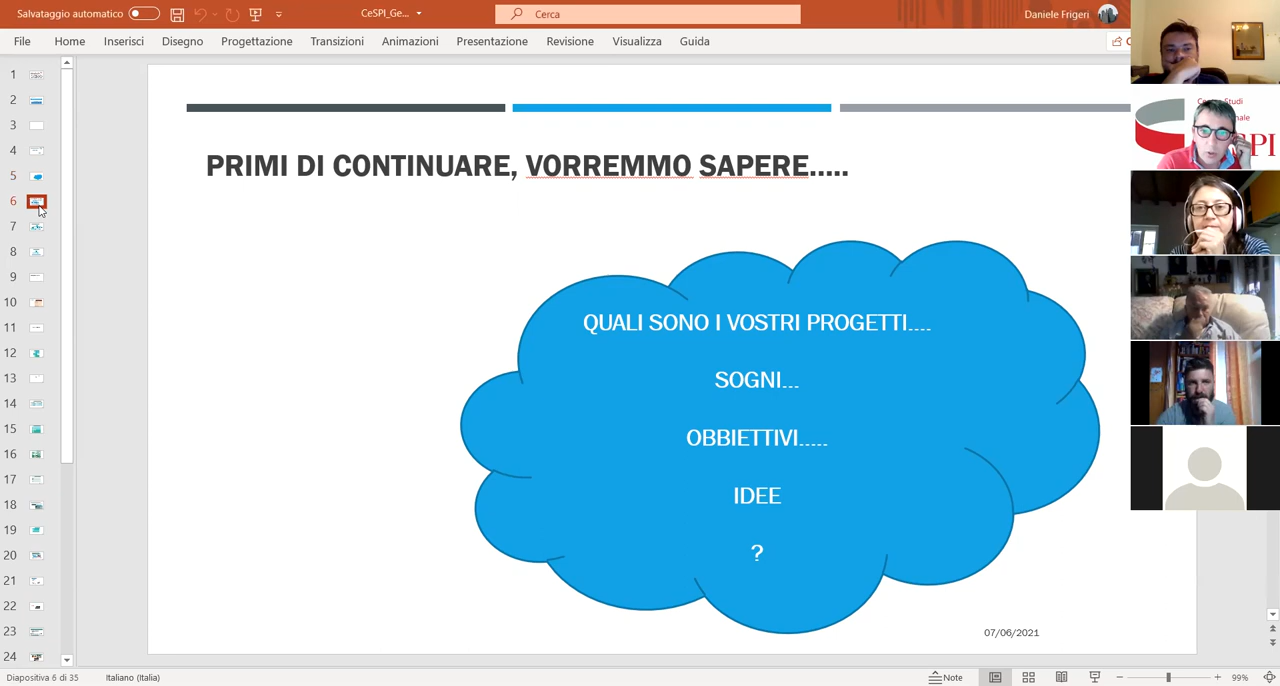 Salvataggio automatico
CeSPI_Ge...
Cerca
Daniele Frigeri
File Home Inserisci Disegno Progettazione Transizioni Animazioni Presentazione Revisione Visualizza Guida
1
2
3
4
5
6
7
8
9
10
11
12
13
14
15
16
17
18
19
20
21
22
23
24
PRIMI DI CONTINUARE, VORREMMO SAPERE.....
QUALI SONO I VOSTRI PROGETTI....
SOGNI...
OBBIETTIVI.....
IDEE
?
07/06/2021
Studi
PI
Diapositiva 6 di 35 Italiano (Italia) Note 99%